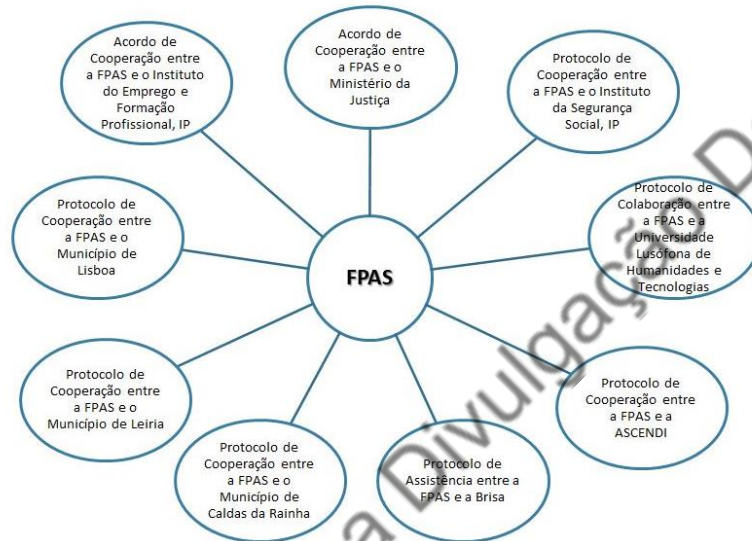 Acordo de
Cooperação entre
a FPAS e o Instituto
do Emprego e
Formação
Profissional, IP
Acordo de
Cooperação entre
a FPAS e o
Ministério da
Justiça
Protocolo de
Cooperação entre
a FPAS e o Instituto
da Segurança
Social, IP
Protocolo de
Cooperação entre
a FPAS e o
Município de
Lisboa
FPAS
Protocolo de
Colaboração entre
a FPAS e a
Universidade
Lusófona de
Humanidades e
Tecnologias
Protocolo de
Cooperação entre
a FPAS e o
Município de Leiria
Protocolo de
Cooperação entre
a FPAS e a
ASCENDI
Protocolo de
Cooperação entre
a FPAS e o
Município de
Caldas da Rainha
Protocolo de
Assistência entre a
FPAS e a Brisa
a Divulgação